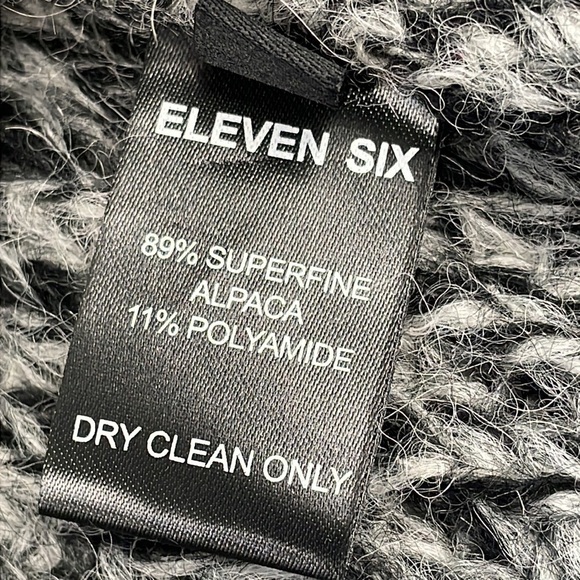 ELEVEN SIX
89% SUPERFINE
ALPACA
11% POLYAMIDE
DRY CLEAN ONLY